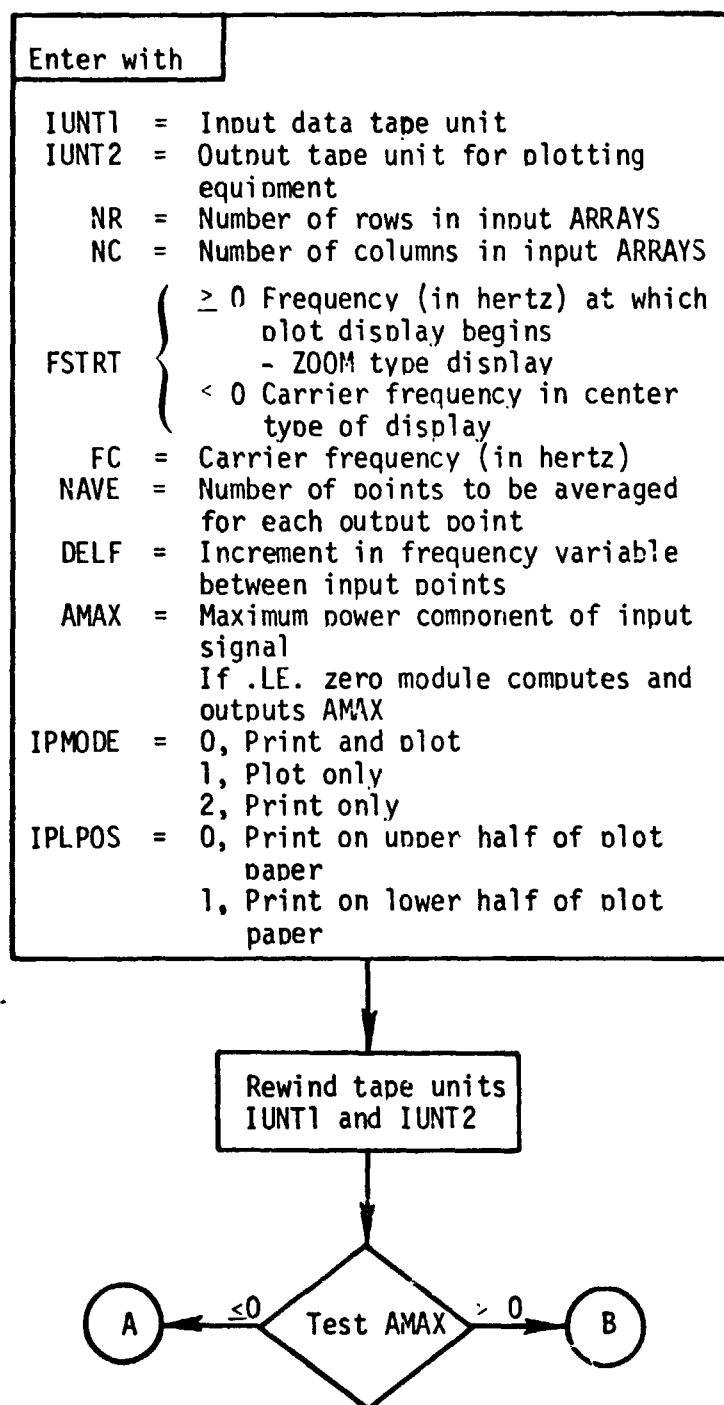 Enter with
IUNT1 = Input data tape unit
IUNT2 = Output tape unit for plotting
equipment
NR = Number of rows in input ARRAYS
NC = Number of columns in input ARRAYS
≥ 0 Frequency (in hertz) at which
plot display begins
- ZOOM type display
FSTRT
< 0 Carrier frequency in center
type of display
FC = Carrier frequency (in hertz)
NAVE = Number of points to be averaged
for each output point
DELF = Increment in frequency variable
between input points
AMAX = Maximum power component of input
signal
If .LE. zero module computes and
outputs AMAX
IPMODE = 0, Print and plot
1, Plot only
2, Print only
IPLPOS = 0, Print on upper half of plot
paper
1, Print on lower half of plot
paper
Rewind tape units
IUNT1 and IUNT2
A ≤0 Test AMAX > 0 B